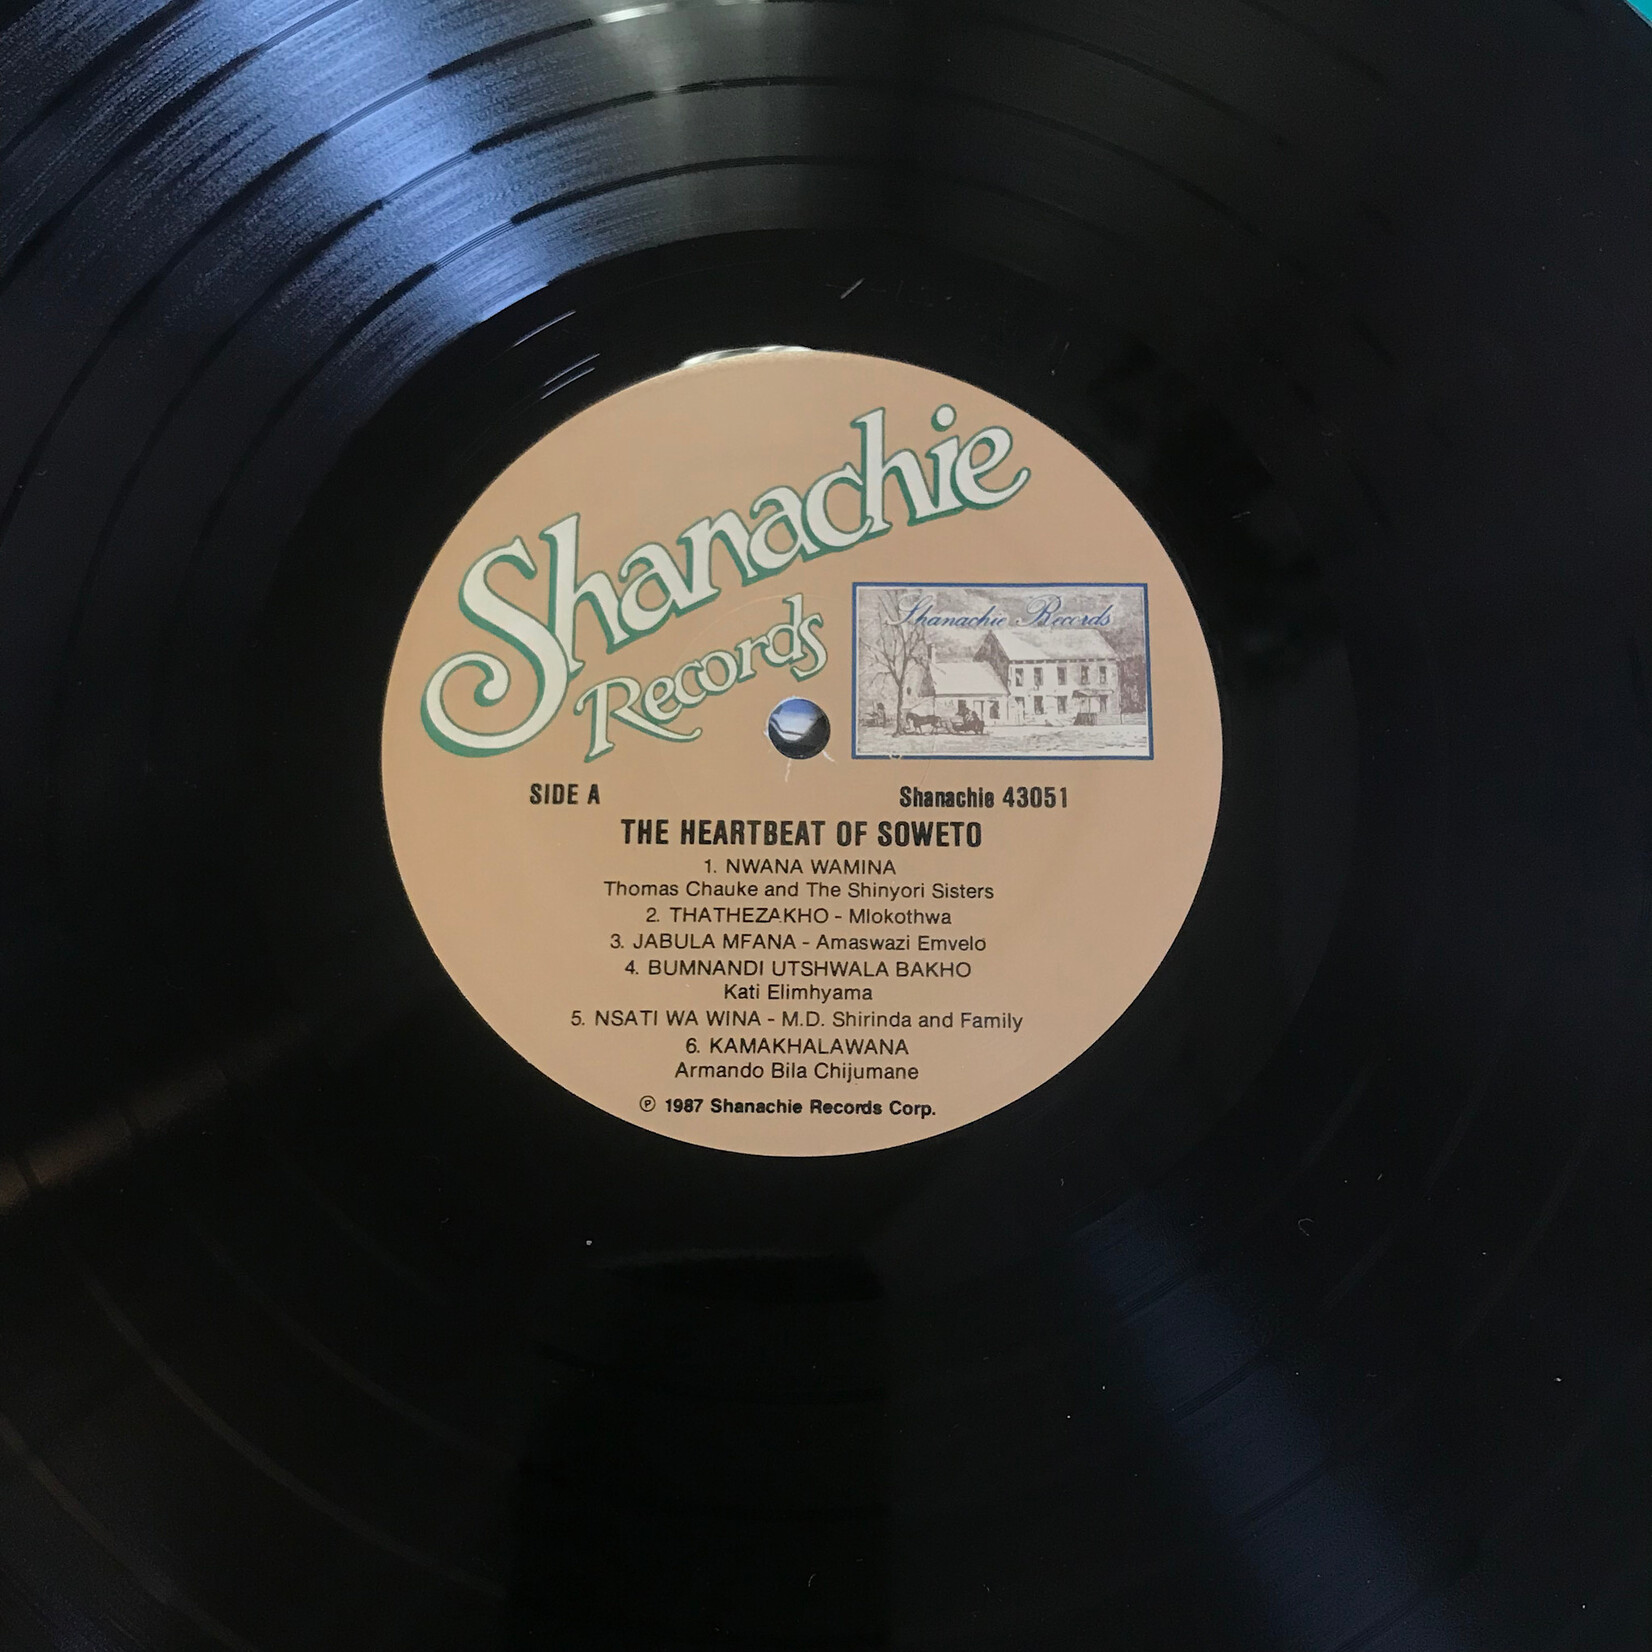 Shanachie
Records
Shanachie Records
SIDE A
Shanachie 43051
THE HEARTBEAT OF SOWETO
1. NWANA WAMINA
Thomas Chauke and The Shinyori Sisters
2. THATHEZAKHO - Mlokothwa
3. JABULA MFANA - Amaswazi Emvelo
4. BUMNANDI UTSHWALA BAKHO
Kati Elimhyama
5. NSATI WA WINA - M.D. Shirinda and Family
6. KAMAKHALAWANA
Armando Bila Chijumane
Ⓟ 1987 Shanachie Records Corp.